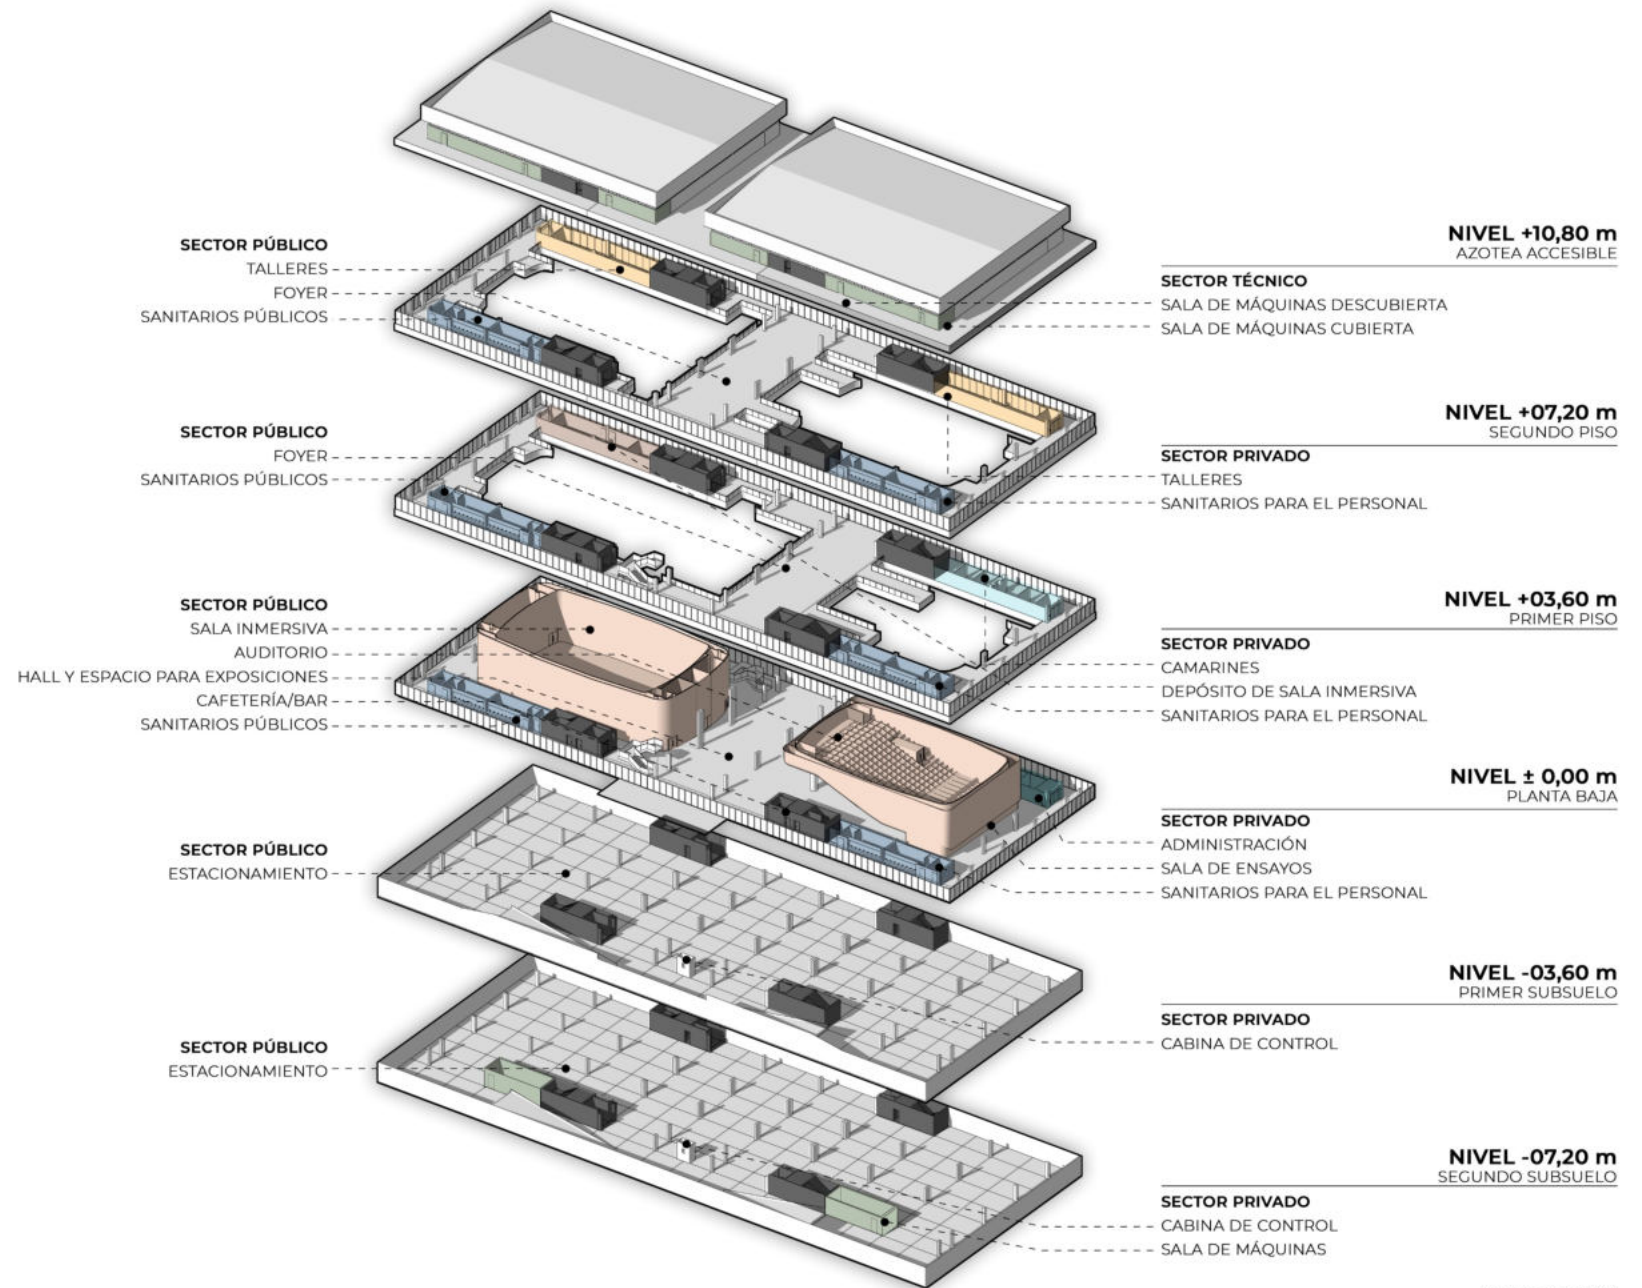 SECTOR PÚBLICO
TALLERES
FOYER
SANITARIOS PÚBLICOS
NIVEL +10,80 m
AZOTEA ACCESIBLE
SECTOR TÉCNICO
SALA DE MÁQUINAS DESCUBIERTA
SALA DE MÁQUINAS CUBIERTA
SECTOR PÚBLICO
FOYER
SANITARIOS PÚBLICOS
NIVEL +07,20 m
SEGUNDO PISO
SECTOR PRIVADO
TALLERES
SANITARIOS PARA EL PERSONAL
SECTOR PÚBLICO
SALA INMERSIVA
AUDITORIO
HALL Y ESPACIO PARA EXPOSICIONES
CAFETERÍA/BAR
SANITARIOS PÚBLICOS
NIVEL +03,60 m
PRIMER PISO
SECTOR PRIVADO
CAMARINES
DEPÓSITO DE SALA INMERSIVA
SANITARIOS PARA EL PERSONAL
NIVEL ± 0,00 m
PLANTA BAJA
SECTOR PRIVADO
ADMINISTRACIÓN
SALA DE ENSAYOS
SANITARIOS PARA EL PERSONAL
SECTOR PÚBLICO
ESTACIONAMIENTO
NIVEL -03,60 m
PRIMER SUBSUELO
SECTOR PRIVADO
CABINA DE CONTROL
SECTOR PÚBLICO
ESTACIONAMIENTO
NIVEL -07,20 m
SEGUNDO SUBSUELO
SECTOR PRIVADO
CABINA DE CONTROL
SALA DE MÁQUINAS